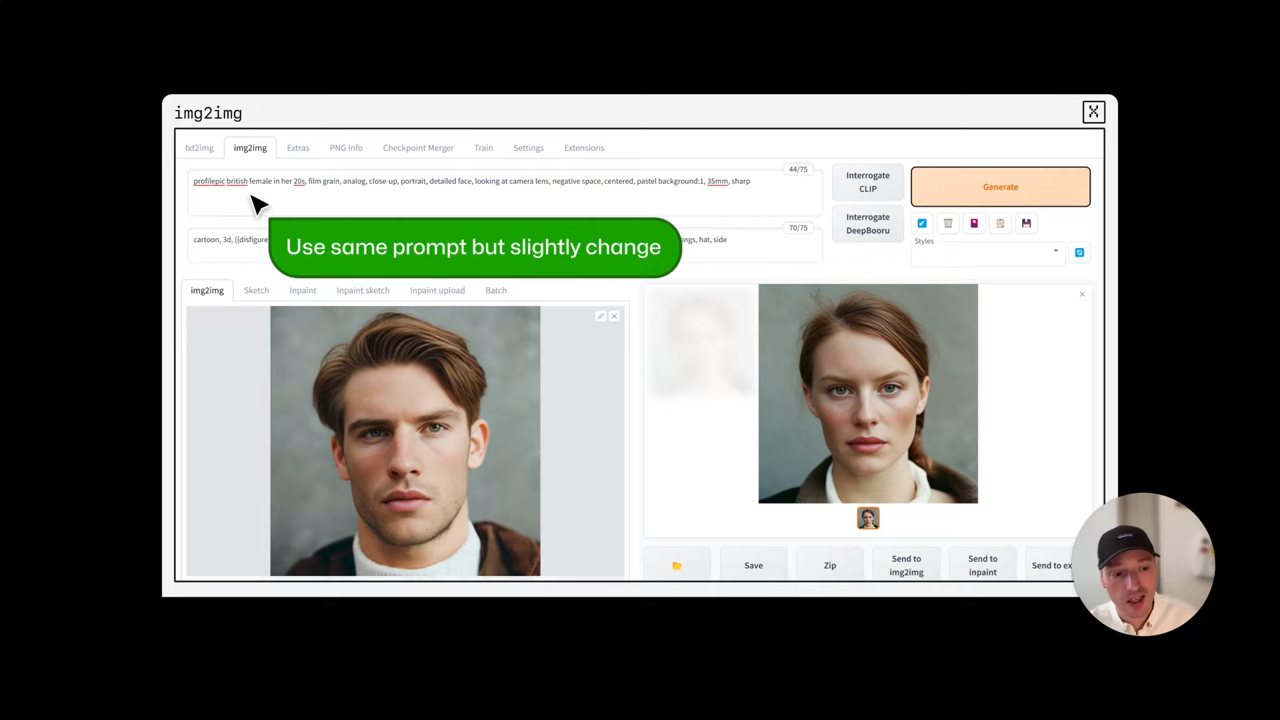 img2img
X
txt2img img2img Extras PNG Info Checkpoint Merger Train Settings Extensions
44/75
profilepic british female in her 20s, film grain, analog, close-up, portrait, detailed face, looking at camera lens, negative space, centered, pastel background:1, 35mm, sharp
Interrogate
CLIP
Generate
70/75
Interrogate
DeepBooru
cartoon, 3d, ((disfigure
Use same prompt but slightly change
ings, hat, side
Styles
img2img Sketch Inpaint Inpaint sketch Inpaint upload Batch
Save
Zip
Send to
img2img
Send to
inpaint
Send to ex